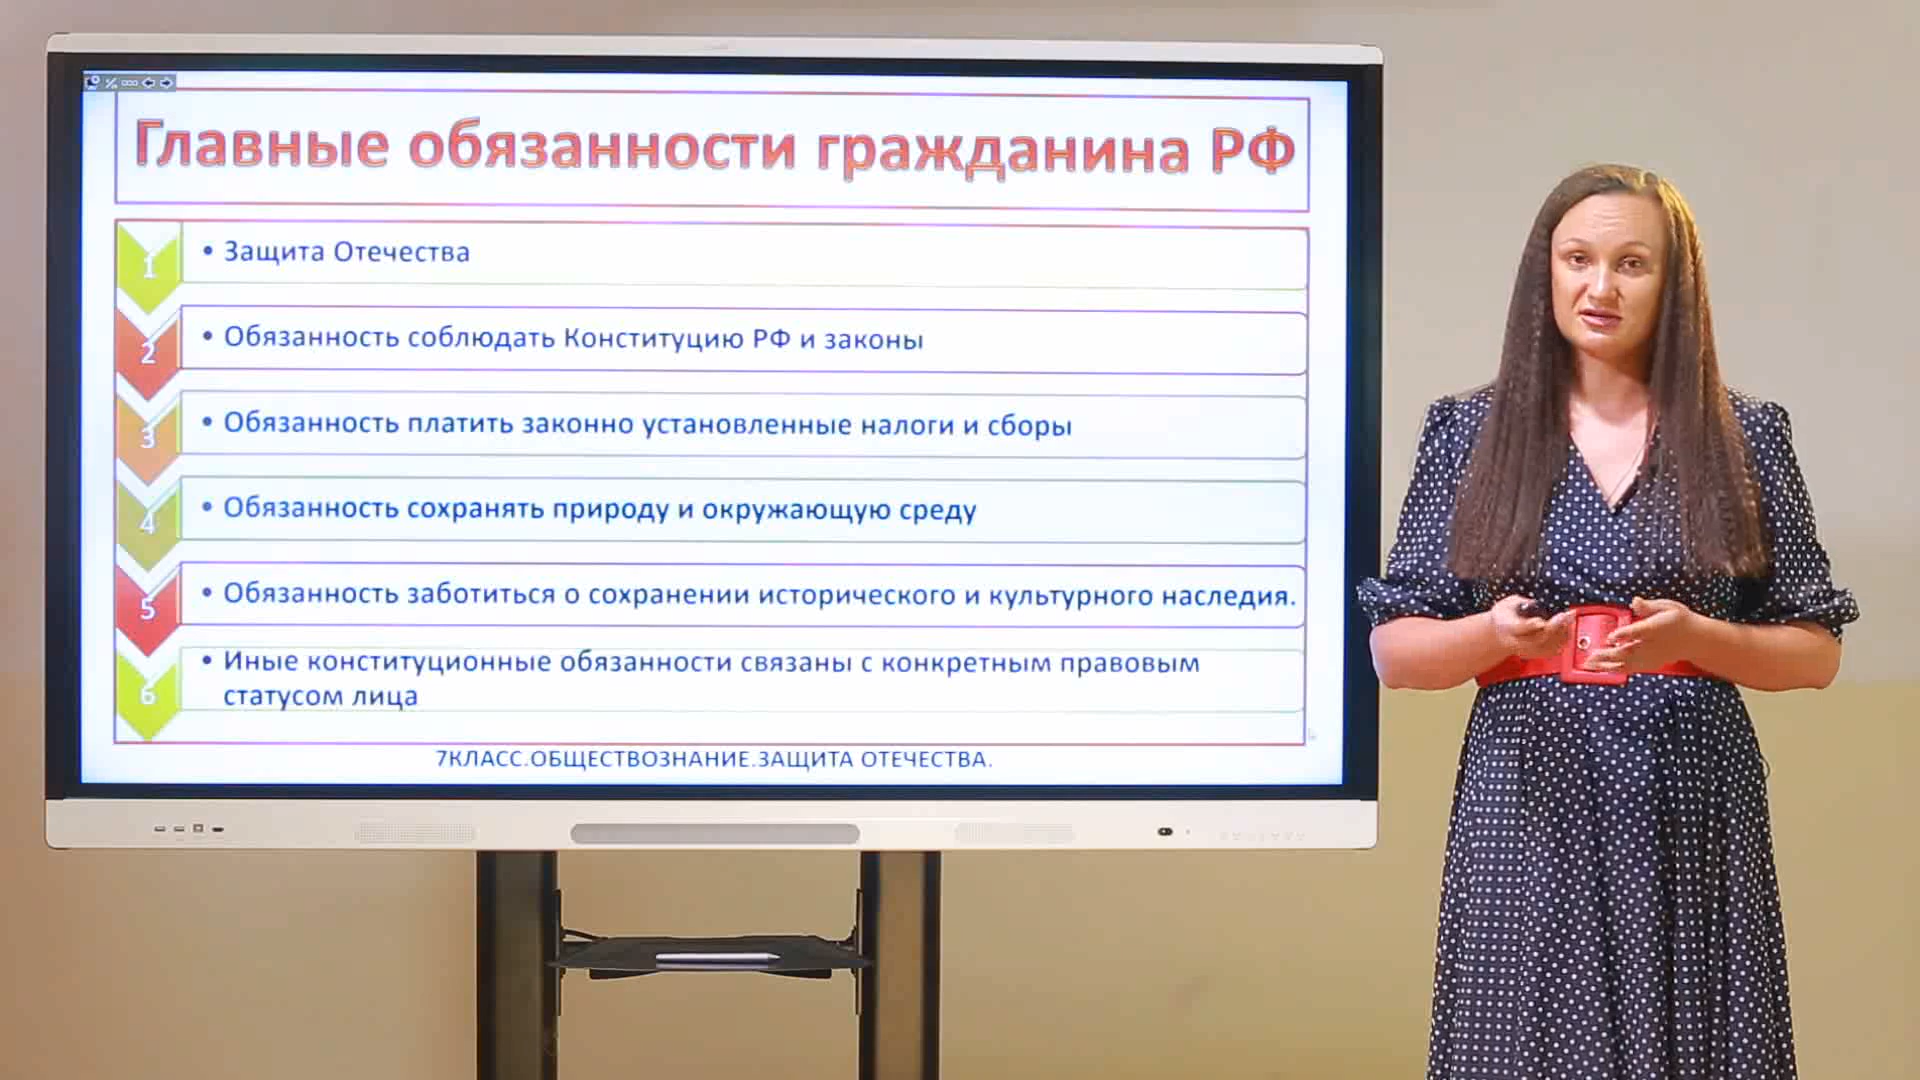 Главные обязанности гражданина РФ
1
• Защита Отечества
2
• Обязанность соблюдать Конституцию РФ и законы
3
• Обязанность платить законно установленные налоги и сборы
4
• Обязанность сохранять природу и окружающую среду
5
• Обязанность заботиться о сохранении исторического и культурного наследия.
6
• Иные конституционные обязанности связаны с конкретным правовым
статусом лица
7КЛАСС.ОБЩЕСТВОЗНАНИЕ.ЗАЩИТА ОТЕЧЕСТВА.